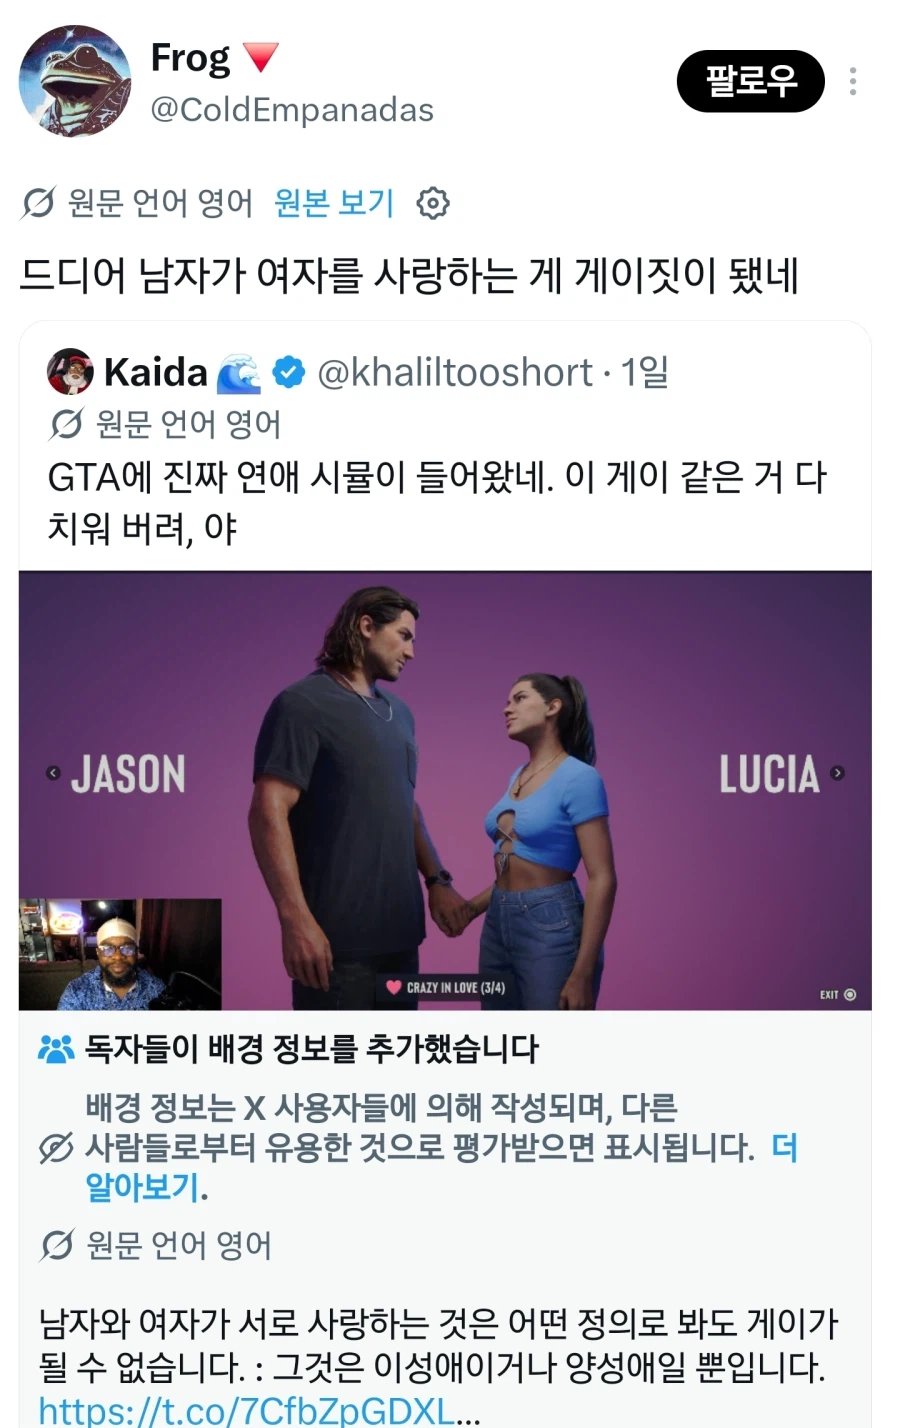 Frog 🔻
@ColdEmpanadas
팔로우
원문 언어 영어 원본 보기
드디어 남자가 여자를 사랑하는 게 게이짓이 됐네
Kaida 🌊 @khaliltooshort · 1일
원문 언어 영어
GTA에 진짜 연애 시뮬이 들어왔네. 이 게이 같은 거 다
치워 버려, 야
JASON
LUCIA
CRAZY IN LOVE (3/4)
EXIT
독자들이 배경 정보를 추가했습니다
배경 정보는 X 사용자들에 의해 작성되며, 다른
사람들로부터 유용한 것으로 평가받으면 표시됩니다. 더
알아보기.
원문 언어 영어
남자와 여자가 서로 사랑하는 것은 어떤 정의로 봐도 게이가
될 수 없습니다. : 그것은 이성애이거나 양성애일 뿐입니다.
https://t.co/7CfbZpGDXL...